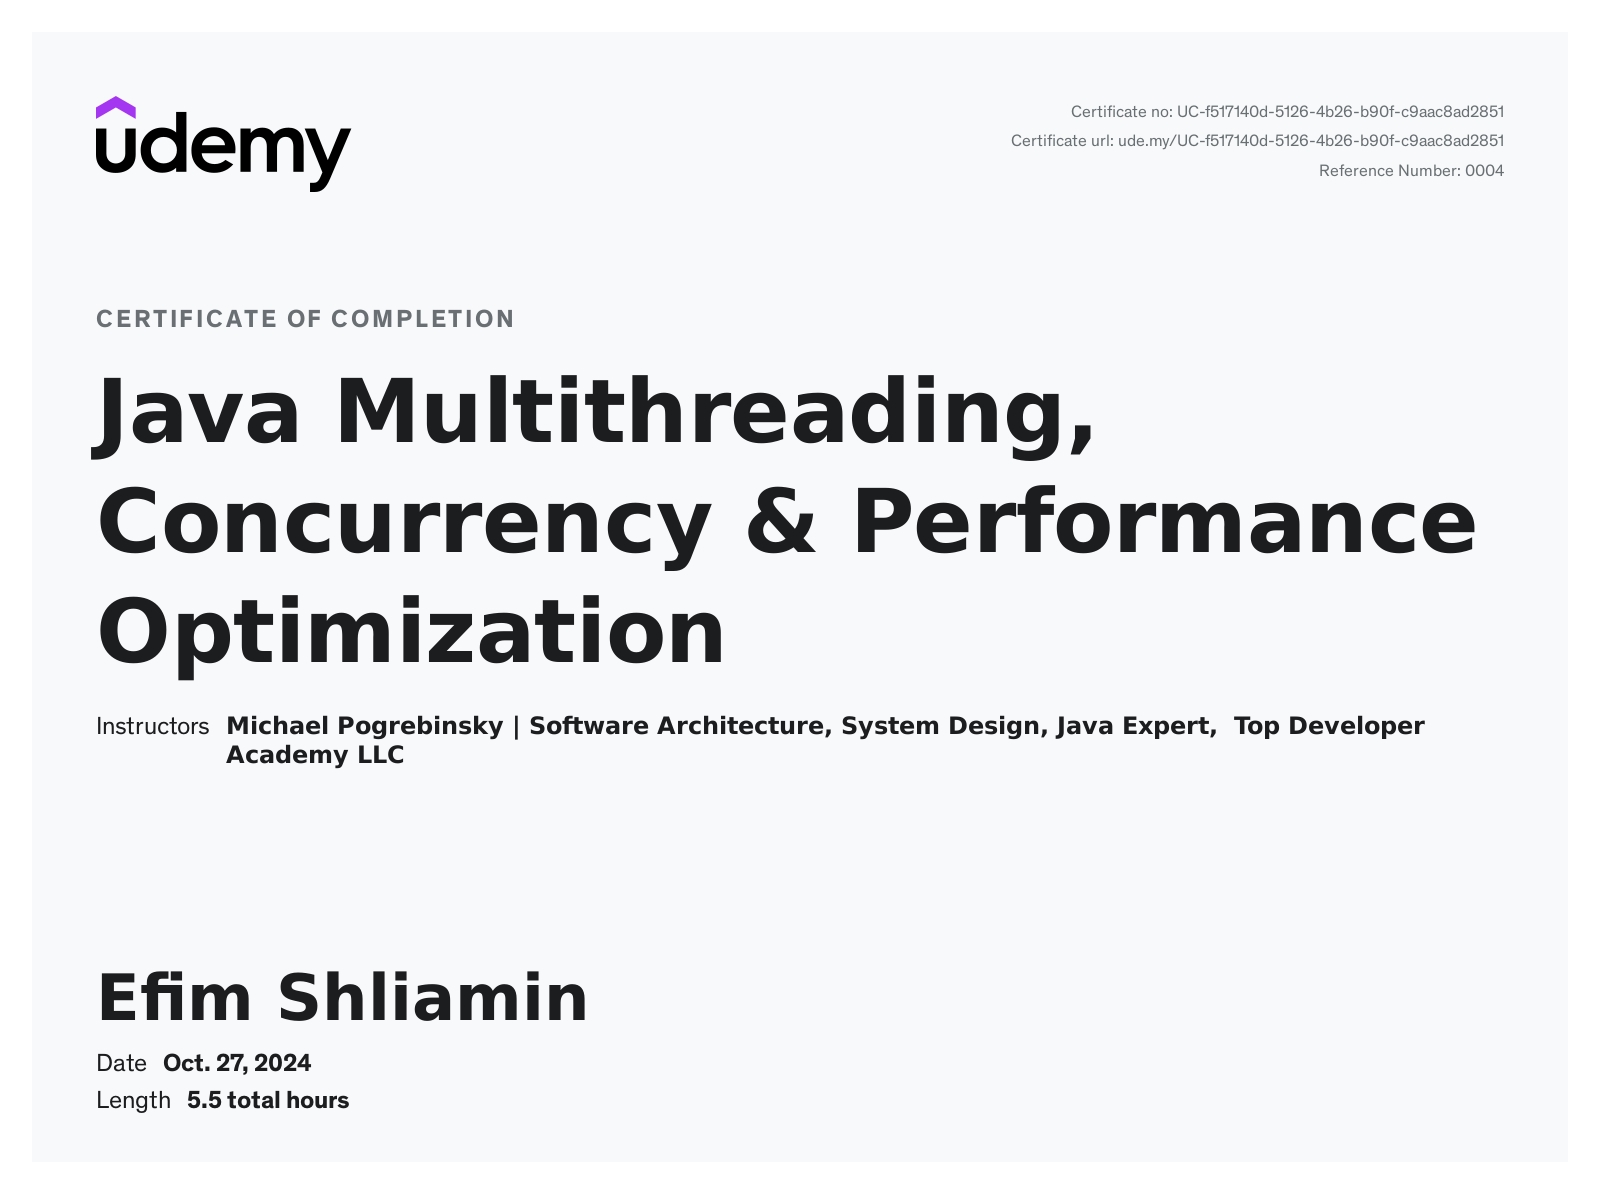 udemy
Certificate no: UC-f517140d-5126-4b26-b90f-c9aac8ad2851
Certificate url: ude.my/UC-f517140d-5126-4b26-b90f-c9aac8ad2851
Reference Number: 0004
CERTIFICATE OF COMPLETION
Java Multithreading,
Concurrency & Performance
Optimization
Instructors Michael Pogrebinsky | Software Architecture, System Design, Java Expert, Top Developer
Academy LLC
Efim Shliamin
Date Oct. 27, 2024
Length 5.5 total hours